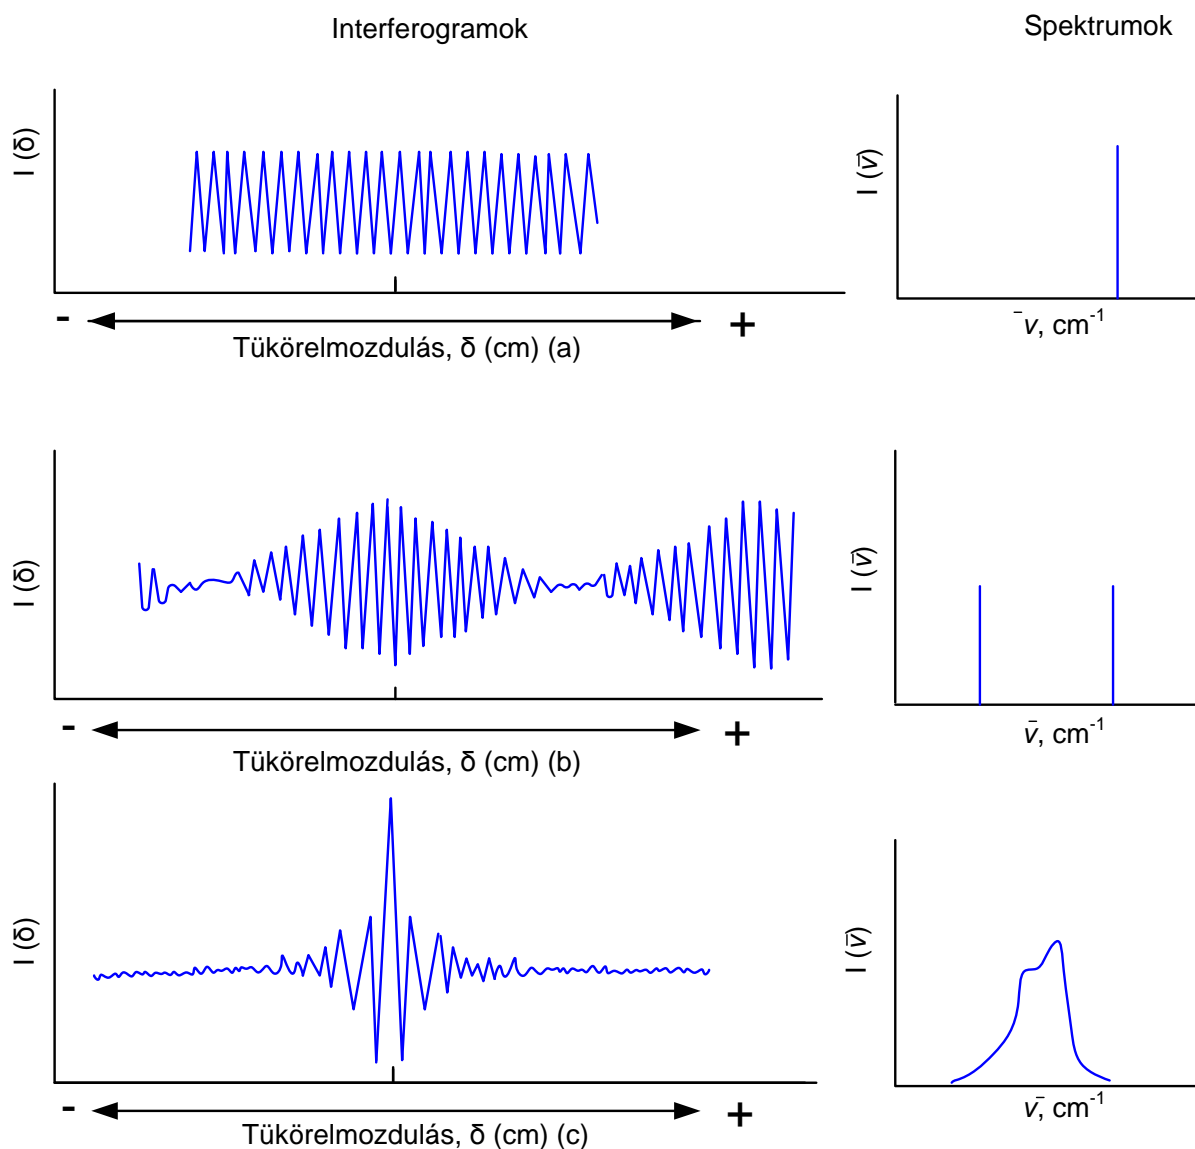 Interferogramok
Spektrumok
I (δ̄)
I (ν̄)
- +
Tükörelmozdulás, δ (cm) (a)
¯ν, cm-1
I (δ̄)
I (ν̄)
- +
Tükörelmozdulás, δ (cm) (b)
ν̄, cm-1
I (δ̄)
I (ν̄)
- +
Tükörelmozdulás, δ (cm) (c)
ν¯, cm-1